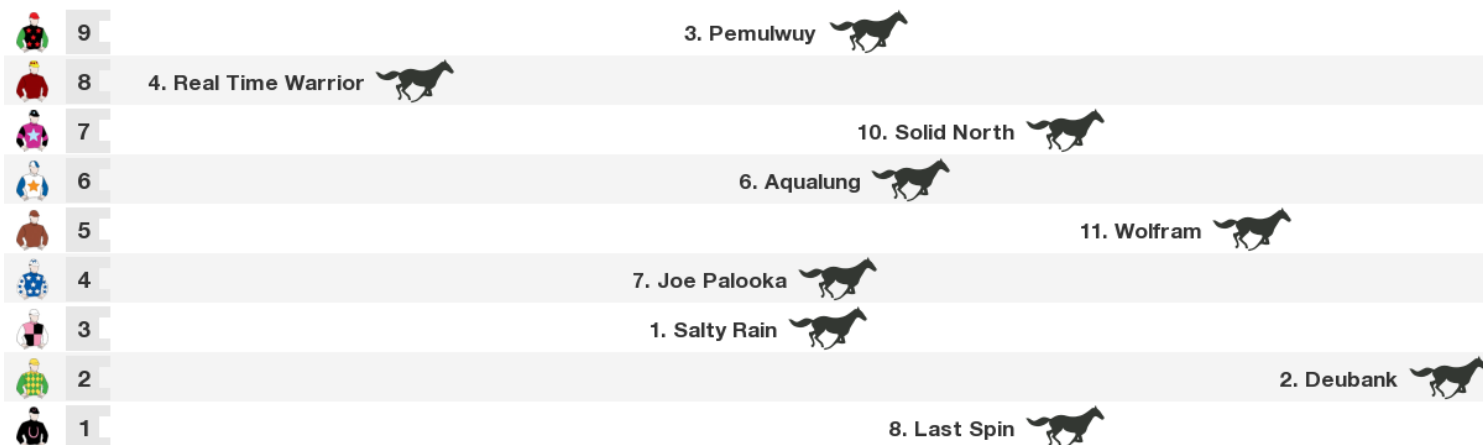 9 3. Pemulwuy
8 4. Real Time Warrior
7 10. Solid North
6 6. Aqualung
5 11. Wolfram
4 7. Joe Palooka
3 1. Salty Rain
2 2. Deubank
1 8. Last Spin